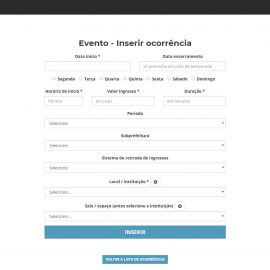 Evento - Inserir ocorrência
Data início * Data encerramento
só preencha em caso de temporada
Segunda Terça Quarta Quinta Sexta Sábado Domingo
Horário de início * Valor ingresso * Duração *
hh:mm em reais em minutos
Período
Selecione
Subprefeitura
Selecione...
Sistema de retirada de ingressos
Selecione...
Local / Instituição *
Selecione...
Sala / espaço (antes selecione a instituição)
Selecione...
INSERIR
VOLTAR A LISTA DE OCORRÊNCIAS